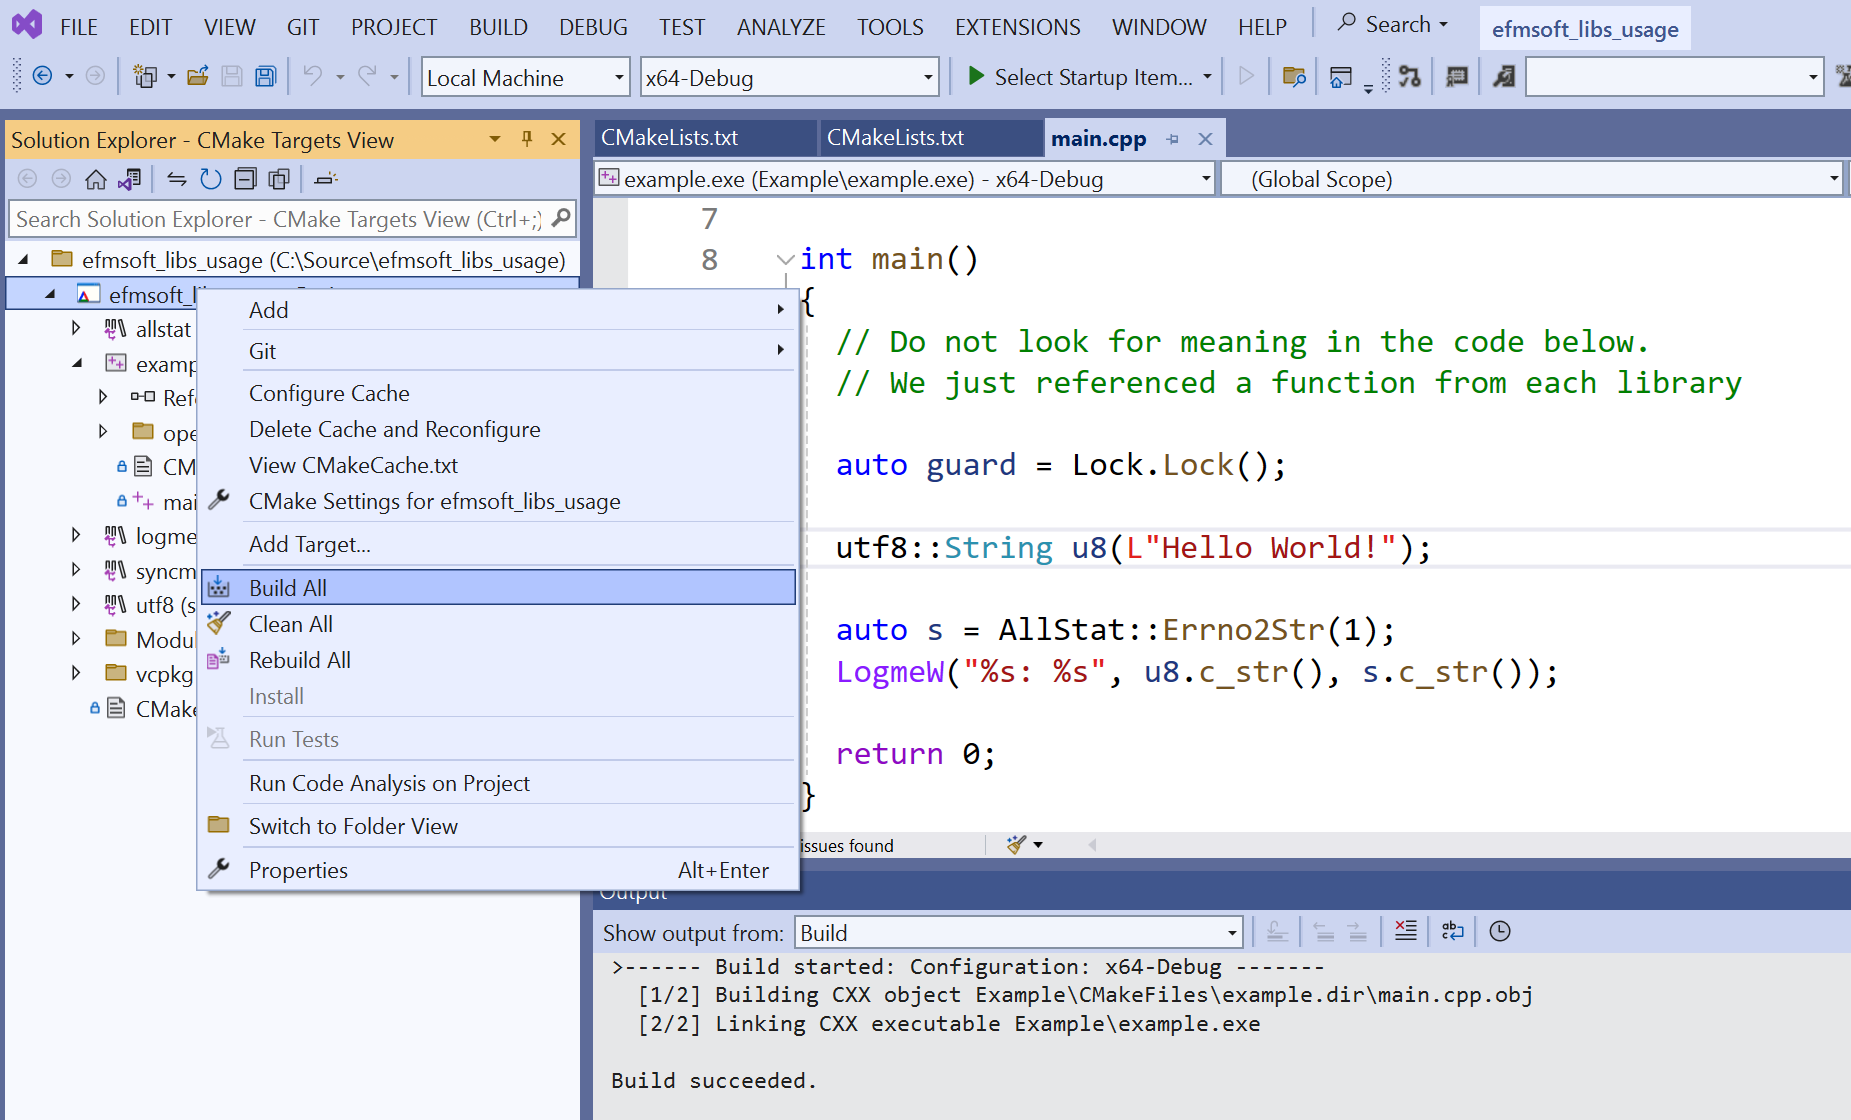 FILE EDIT VIEW GIT PROJECT BUILD DEBUG TEST ANALYZE TOOLS EXTENSIONS WINDOW HELP Search efmsoft_libs_usage
Local Machine x64-Debug Select Startup Item...
Solution Explorer - CMake Targets View
Search Solution Explorer - CMake Targets View (Ctrl+;)
efmsoft_libs_usage (C:\Source\efmsoft_libs_usage)
efmsoft_l
allstat
examp
Ref
ope
CM
mai
logme
syncm
utf8 (s
Modul
vcpkg
CMake
Add
Git
Configure Cache
Delete Cache and Reconfigure
View CMakeCache.txt
CMake Settings for efmsoft_libs_usage
Add Target...
Build All
Clean All
Rebuild All
Install
Run Tests
Run Code Analysis on Project
Switch to Folder View
Properties Alt+Enter
CMakeLists.txt CMakeLists.txt main.cpp
example.exe (Example\example.exe) - x64-Debug (Global Scope)
7
8 int main()
{
// Do not look for meaning in the code below.
// We just referenced a function from each library
auto guard = Lock.Lock();
utf8::String u8(L"Hello World!");
auto s = AllStat::Errno2Str(1);
LogmeW("%s: %s", u8.c_str(), s.c_str());
return 0;
}
issues found
Output
Show output from: Build
>------ Build started: Configuration: x64-Debug -------
[1/2] Building CXX object Example\CMakeFiles\example.dir\main.cpp.obj
[2/2] Linking CXX executable Example\example.exe
Build succeeded.